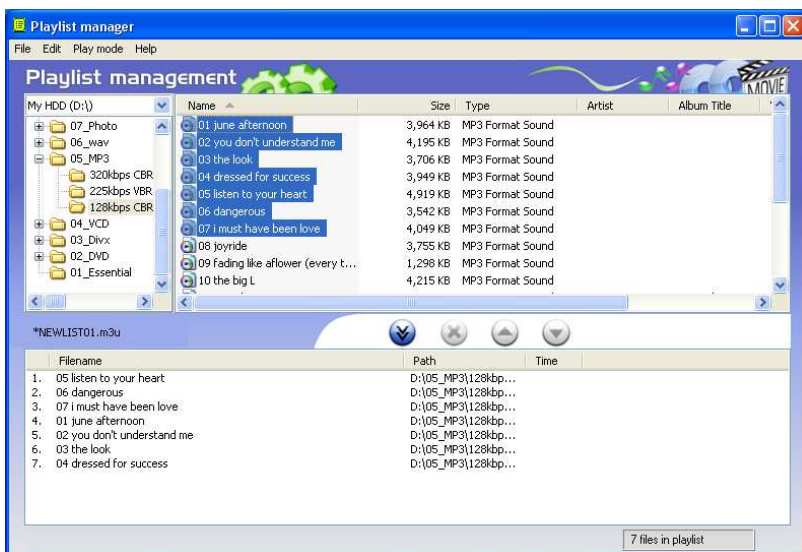 Playlist manager
File Edit Play mode Help
Playlist management
MOVIE
My HDD (D:\)
07_Photo
06_wav
05_MP3
320kbps CBR
225kbps VBR
128kbps CBR
04_VCD
03_Divx
02_DVD
01_Essential
Name Size Type Artist Album Title
01 june afternoon 3,964 KB MP3 Format Sound
02 you don't understand me 4,195 KB MP3 Format Sound
03 the look 3,706 KB MP3 Format Sound
04 dressed for success 3,949 KB MP3 Format Sound
05 listen to your heart 4,919 KB MP3 Format Sound
06 dangerous 3,542 KB MP3 Format Sound
07 i must have been love 4,049 KB MP3 Format Sound
08 joyride 3,755 KB MP3 Format Sound
09 fading like aflower (every t... 1,298 KB MP3 Format Sound
10 the big L 4,215 KB MP3 Format Sound
*NEWLIST01.m3u
Filename Path Time
1. 05 listen to your heart D:\05_MP3\128kbp...
2. 06 dangerous D:\05_MP3\128kbp...
3. 07 i must have been love D:\05_MP3\128kbp...
4. 01 june afternoon D:\05_MP3\128kbp...
5. 02 you don't understand me D:\05_MP3\128kbp...
6. 03 the look D:\05_MP3\128kbp...
7. 04 dressed for success D:\05_MP3\128kbp...
7 files in playlist